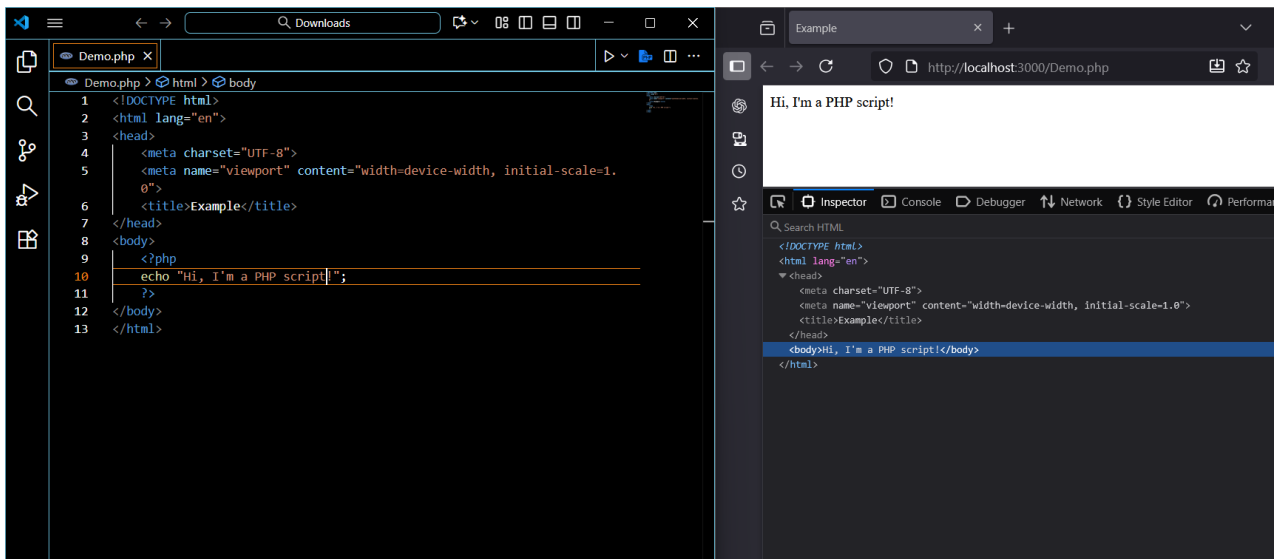 Downloads
Demo.php
Demo.php > html > body
1 <!DOCTYPE html>
2 <html lang="en">
3 <head>
4 <meta charset="UTF-8">
5 <meta name="viewport" content="width=device-width, initial-scale=1.
0">
6 <title>Example</title>
7 </head>
8 <body>
9 <?php
10 echo "Hi, I'm a PHP script!";
11 ?>
12 </body>
13 </html>
Example
http://localhost:3000/Demo.php
Hi, I'm a PHP script!
Inspector Console Debugger Network Style Editor Performan
Search HTML
<!DOCTYPE html>
<html lang="en">
<head>
<meta charset="UTF-8">
<meta name="viewport" content="width=device-width, initial-scale=1.0">
<title>Example</title>
</head>
<body>Hi, I'm a PHP script!</body>
</html>